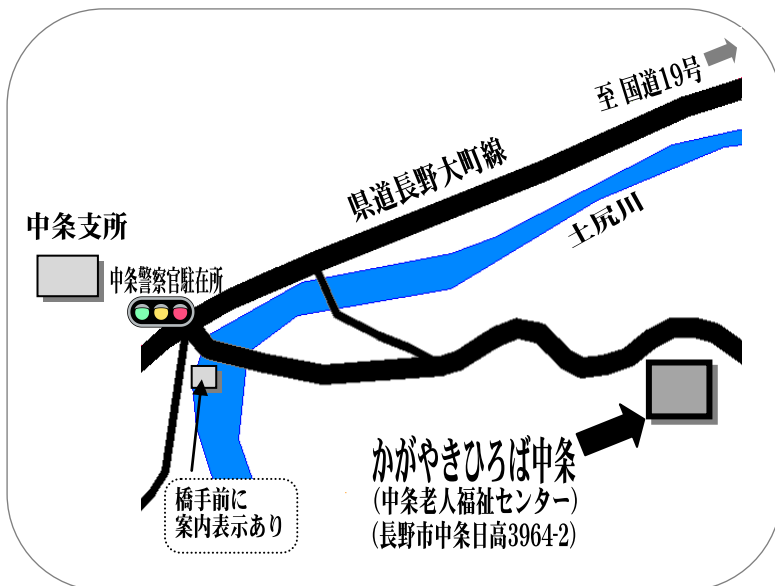 至 国道19号
県道長野大町線
土尻川
中条支所
中条警察官駐在所
かがやきひろば中条
(中条老人福祉センター)
(長野市中条日高3964-2)
橋手前に
案内表示あり